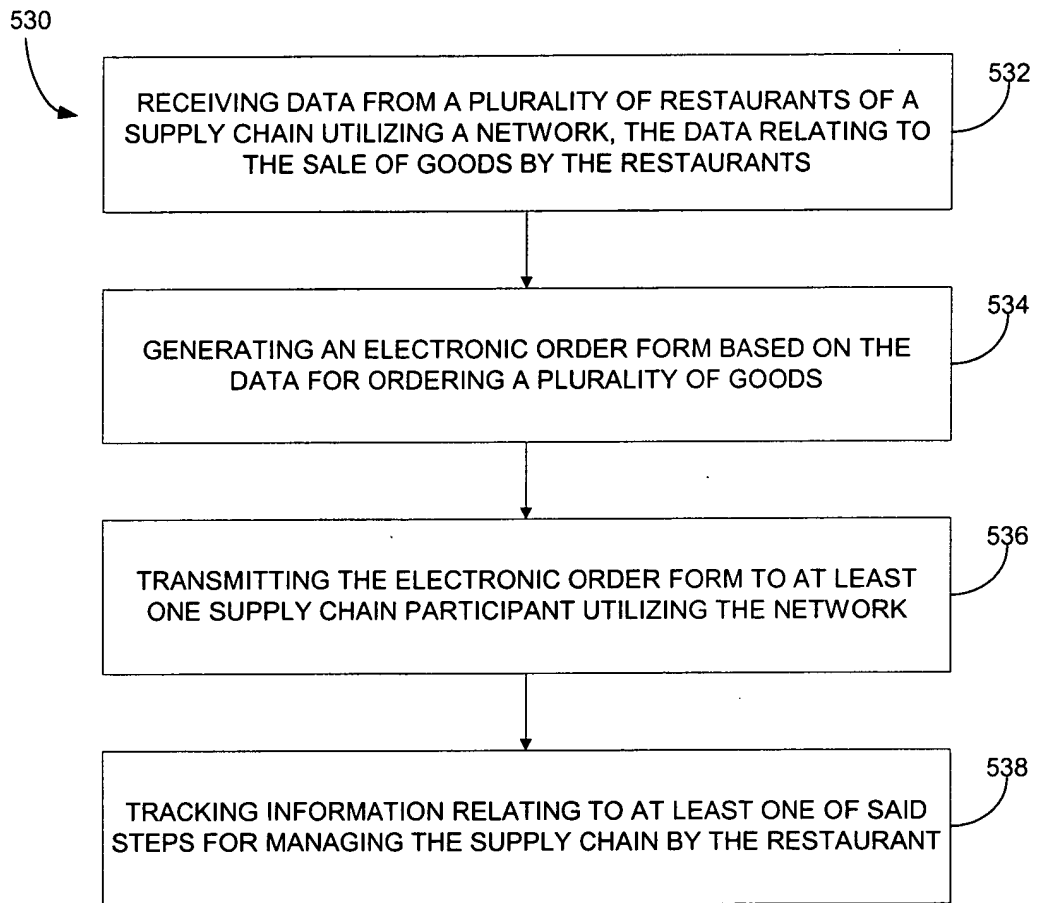 530
532
RECEIVING DATA FROM A PLURALITY OF RESTAURANTS OF A
SUPPLY CHAIN UTILIZING A NETWORK, THE DATA RELATING TO
THE SALE OF GOODS BY THE RESTAURANTS
534
GENERATING AN ELECTRONIC ORDER FORM BASED ON THE
DATA FOR ORDERING A PLURALITY OF GOODS
536
TRANSMITTING THE ELECTRONIC ORDER FORM TO AT LEAST
ONE SUPPLY CHAIN PARTICIPANT UTILIZING THE NETWORK
538
TRACKING INFORMATION RELATING TO AT LEAST ONE OF SAID
STEPS FOR MANAGING THE SUPPLY CHAIN BY THE RESTAURANT